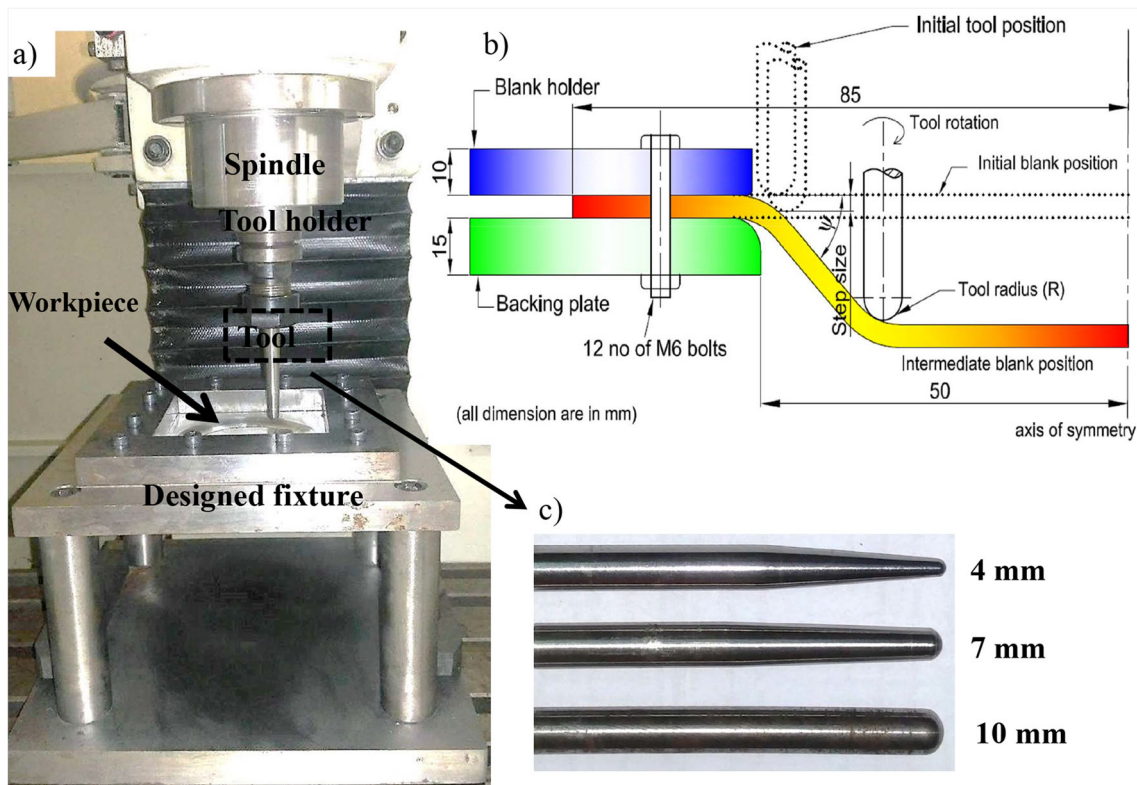 a)
Spindle
Tool holder
Workpiece
Tool
Designed fixture
b)
Initial tool position
Blank holder
85
Tool rotation
10
Initial blank position
ψ
Step size
15
Backing plate
Tool radius (R)
12 no of M6 bolts
Intermediate blank position
50
(all dimension are in mm)
axis of symmetry
c)
4 mm
7 mm
10 mm